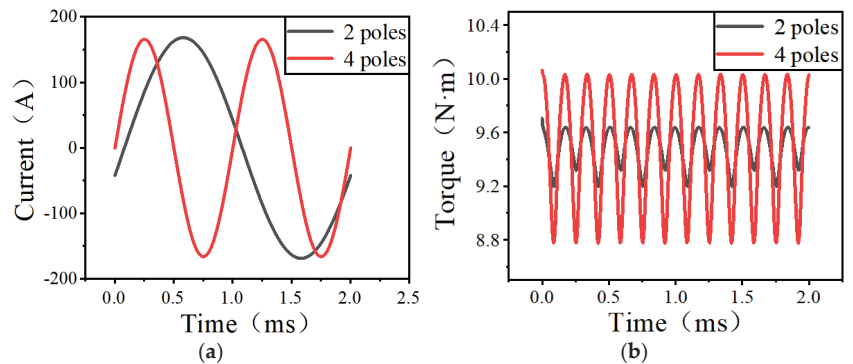 2 poles
4 poles
200
100
0
-100
-200
Current（A）
0.0
0.5
1.0
1.5
2.0
2.5
Time（ms）
(a)
2 poles
4 poles
10.4
10.0
9.6
9.2
8.8
Torque（N·m）
0.0
0.5
1.0
1.5
2.0
Time（ms）
(b)